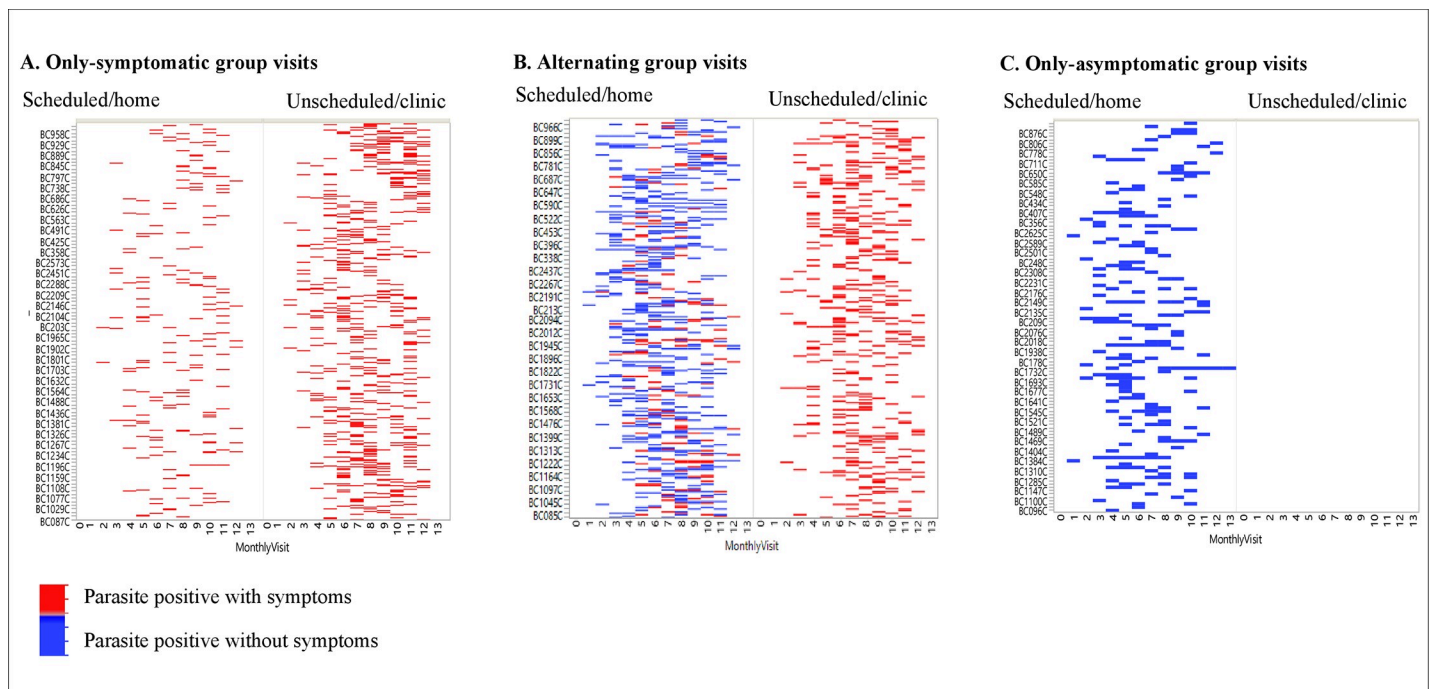 A. Only-symptomatic group visits
Scheduled/home
Unscheduled/clinic
BC958C
BC929C
BC889C
BC845C
BC797C
BC738C
BC686C
BC626C
BC563C
BC491C
BC425C
BC358C
BC2573C
BC2451C
BC2288C
BC2209C
BC2146C
BC2104C
BC203C
BC1965C
BC1902C
BC1801C
BC1703C
BC1632C
BC1564C
BC1488C
BC1436C
BC1381C
BC1326C
BC1267C
BC1234C
BC1196C
BC1159C
BC1108C
BC1077C
BC1029C
BC087C
0 1 2 3 4 5 6 7 8 9 10 11 12 13 0 1 2 3 4 5 6 7 8 9 10 11 12 13
MonthlyVisit
B. Alternating group visits
Scheduled/home
Unscheduled/clinic
BC966C
BC899C
BC856C
BC781C
BC687C
BC647C
BC590C
BC522C
BC453C
BC396C
BC338C
BC2437C
BC2267C
BC2191C
BC213C
BC2094C
BC2012C
BC1945C
BC1896C
BC1822C
BC1731C
BC1653C
BC1568C
BC1476C
BC1399C
BC1313C
BC1222C
BC1164C
BC1097C
BC1045C
BC085C
0 1 2 3 4 5 6 7 8 9 10 11 12 13 0 1 2 3 4 5 6 7 8 9 10 11 12 13
MonthlyVisit
C. Only-asymptomatic group visits
Scheduled/home
Unscheduled/clinic
BC876C
BC806C
BC778C
BC711C
BC650C
BC585C
BC548C
BC434C
BC407C
BC356C
BC2625C
BC2589C
BC2501C
BC248C
BC2308C
BC2231C
BC2176C
BC2149C
BC2135C
BC209C
BC2076C
BC2018C
BC1938C
BC178C
BC1732C
BC1693C
BC1677C
BC1641C
BC1545C
BC1521C
BC1489C
BC1469C
BC1404C
BC1384C
BC1310C
BC1285C
BC1147C
BC1100C
BC096C
0 1 2 3 4 5 6 7 8 9 10 11 12 13 0 1 2 3 4 5 6 7 8 9 10 11 12 13
MonthlyVisit
Parasite positive with symptoms
Parasite positive without symptoms